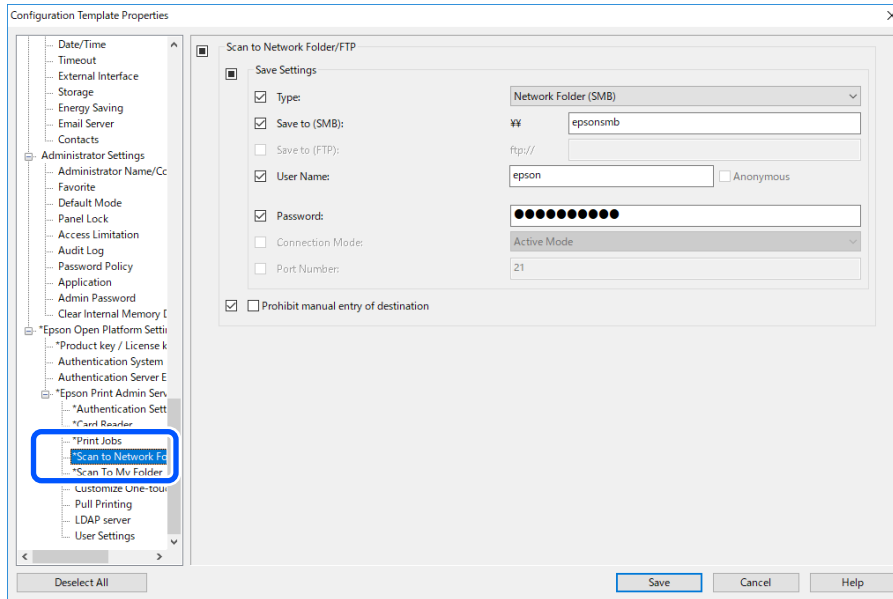 Configuration Template Properties
Date/Time
Timeout
External Interface
Storage
Energy Saving
Email Server
Contacts
Administrator Settings
Administrator Name/Co
Favorite
Default Mode
Panel Lock
Access Limitation
Audit Log
Password Policy
Application
Admin Password
Clear Internal Memory D
*Epson Open Platform Settin
*Product key / License k
Authentication System
Authentication Server E
*Epson Print Admin Serv
*Authentication Sett
*Card Reader
*Print Jobs
*Scan to Network Fo
*Scan To My Folder
Customize One-touc
Pull Printing
LDAP server
User Settings
Deselect All
Scan to Network Folder/FTP
Save Settings
Type: Network Folder (SMB)
Save to (SMB): ¥¥ epsonsmb
Save to (FTP): ftp://
User Name: epson Anonymous
Password: ●●●●●●●●●●
Connection Mode: Active Mode
Port Number: 21
Prohibit manual entry of destination
Save Cancel Help